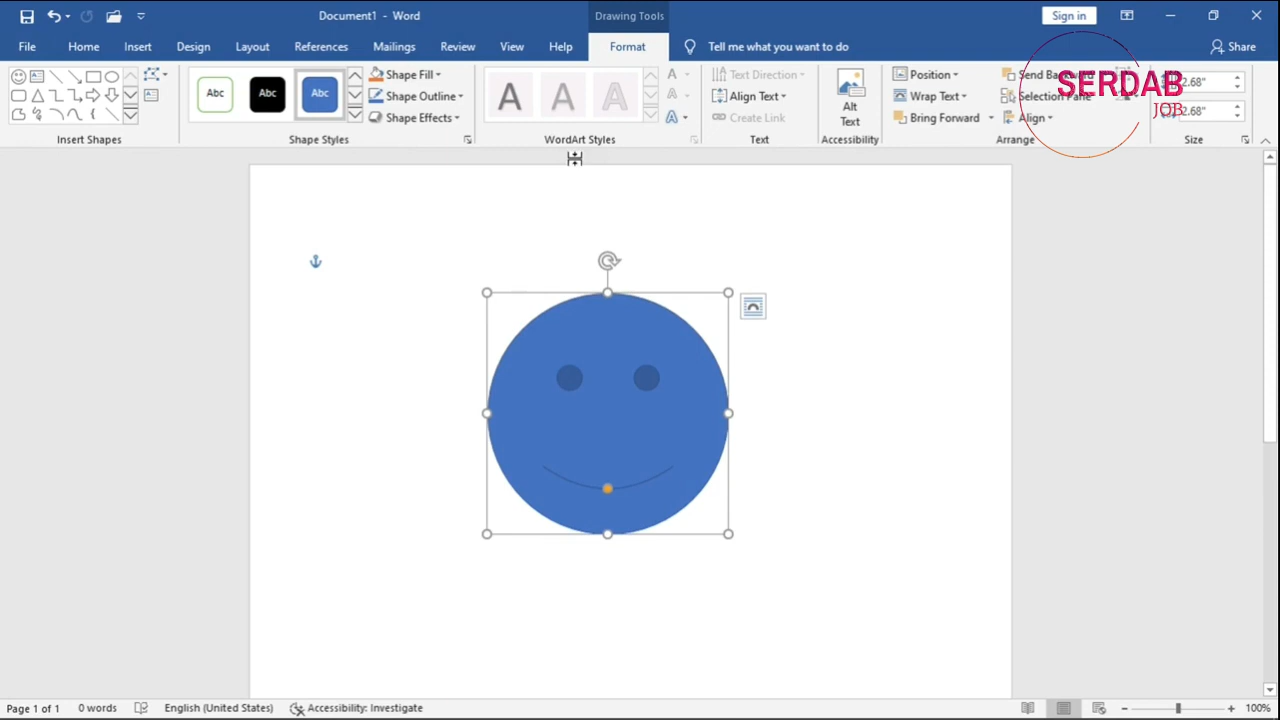 Document1 - Word
Drawing Tools
Sign in
File
Home
Insert
Design
Layout
References
Mailings
Review
View
Help
Format
Tell me what you want to do
Share
Abc
Abc
Abc
Shape Fill
Shape Outline
Shape Effects
A
A
A
A
A
A
Text Direction
Align Text
Create Link
Alt
Text
Position
Wrap Text
Bring Forward
Send Backward
Selection Pane
Align
SERDAB
JOB
2.68"
2.68"
Insert Shapes
Shape Styles
WordArt Styles
Text
Accessibility
Arrange
Size
Page 1 of 1
0 words
English (United States)
Accessibility: Investigate
100%